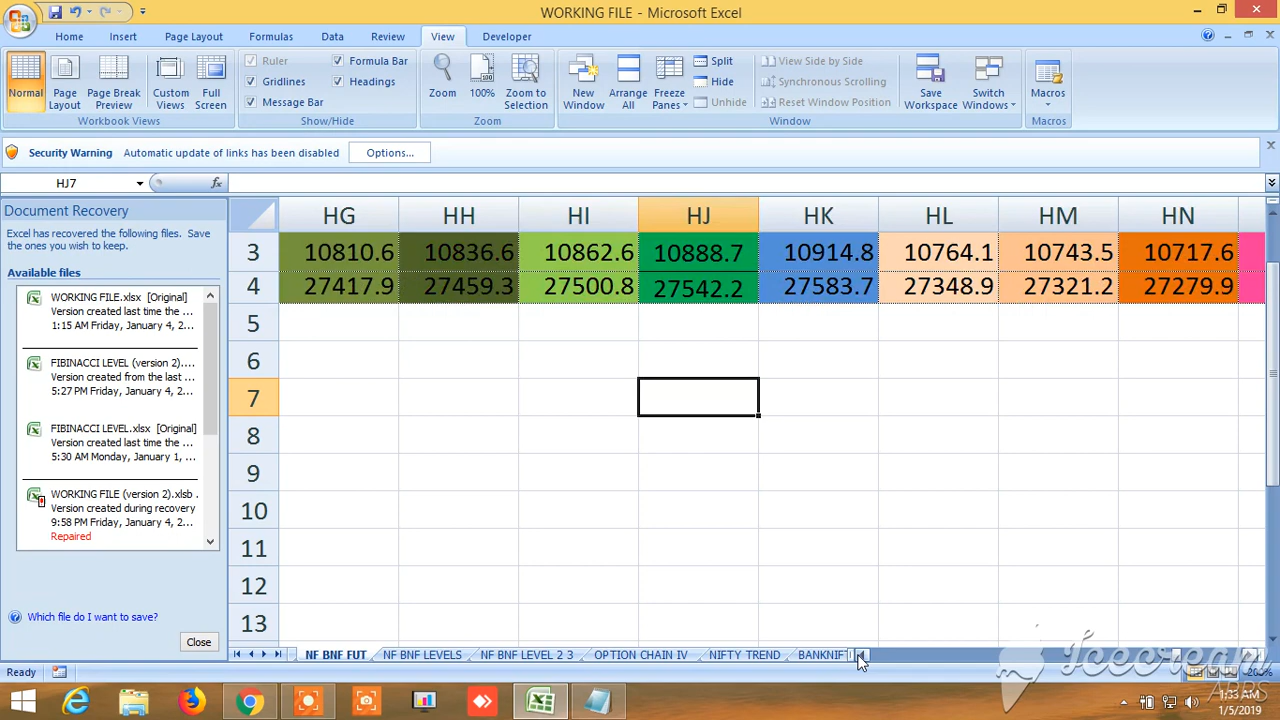 WORKING FILE - Microsoft Excel
Home Insert Page Layout Formulas Data Review View Developer
Normal Page Layout Page Break Preview Custom Views Full Screen
Workbook Views
Ruler Formula Bar
Gridlines Headings
Message Bar
Show/Hide
Zoom 100% Zoom to Selection
Zoom
New Window Arrange All Freeze Panes
Split
Hide
Unhide
View Side by Side
Synchronous Scrolling
Reset Window Position
Window
Save Workspace Switch Windows
Macros
Macros
Security Warning Automatic update of links has been disabled Options...
HJ7 fx
Document Recovery
Excel has recovered the following files. Save the ones you wish to keep.
Available files
WORKING FILE.xlsx [Original]
Version created last time the ...
1:15 AM Friday, January 4, 2...
FIBINACCI LEVEL (version 2)....
Version created from the last ...
5:27 PM Friday, January 4, 2...
FIBINACCI LEVEL.xlsx [Original]
Version created last time the ...
5:30 AM Monday, January 1, ...
WORKING FILE (version 2).xlsb .
Version created during recovery
9:58 PM Friday, January 4, 2...
Repaired
Which file do I want to save?
Close
HG HH HI HJ HK HL HM HN
3 10810.6 10836.6 10862.6 10888.7 10914.8 10764.1 10743.5 10717.6
4 27417.9 27459.3 27500.8 27542.2 27583.7 27348.9 27321.2 27279.9
5
6
7
8
9
10
11
12
13
NF BNF FUT NF BNF LEVELS NF BNF LEVEL 2 3 OPTION CHAIN IV NIFTY TREND BANKNIFT
Ready 200%
Icecream
APPS
1:33 AM
1/5/2019